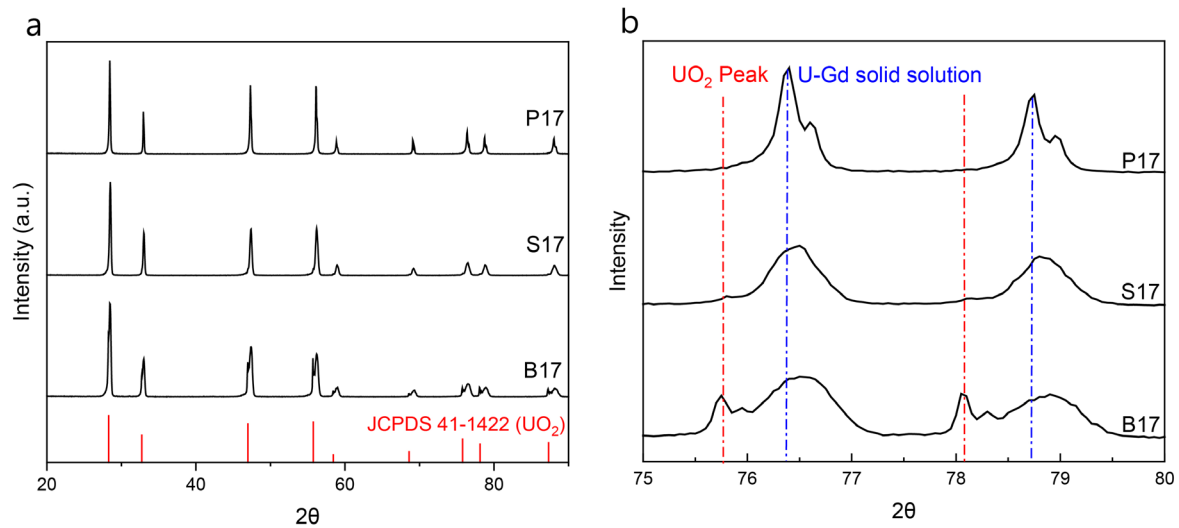 a
Intensity (a.u.)
P17
S17
B17
JCPDS 41-1422 (UO₂)
20 40 60 80
2θ
b
Intensity
UO₂ Peak
U-Gd solid solution
P17
S17
B17
75 76 77 78 79 80
2θ